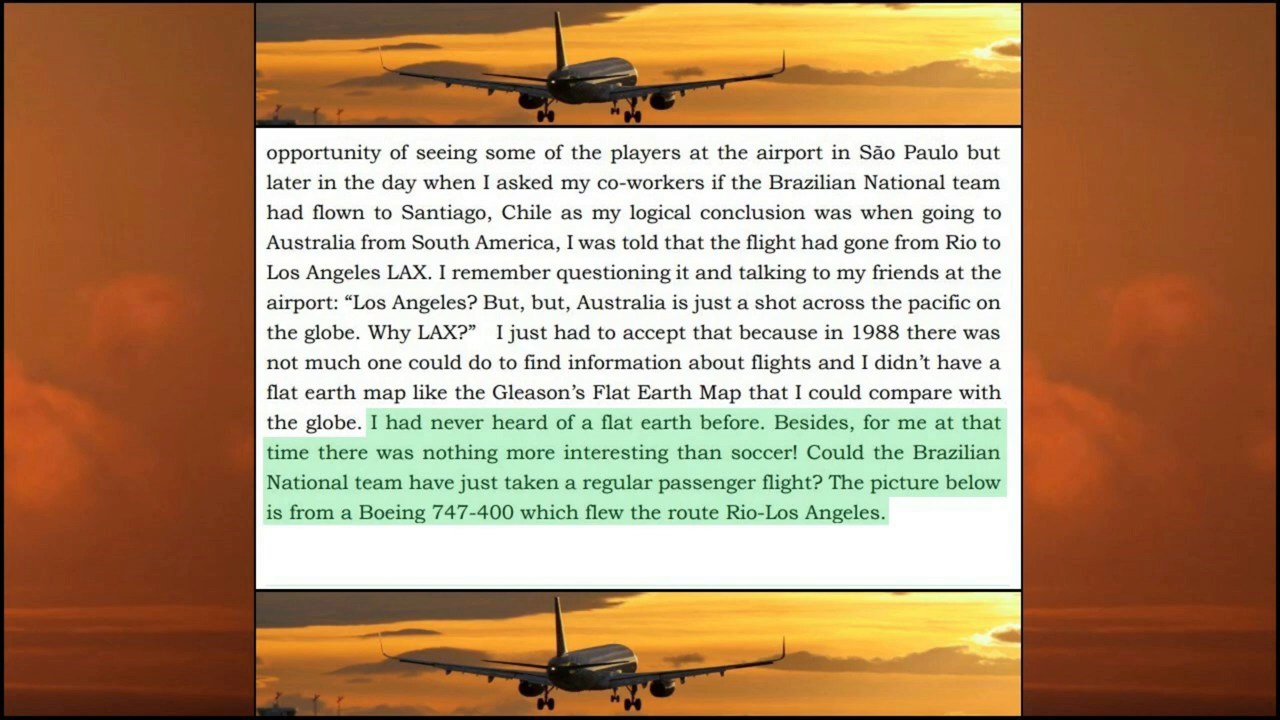 opportunity of seeing some of the players at the airport in São Paulo but
later in the day when I asked my co-workers if the Brazilian National team
had flown to Santiago, Chile as my logical conclusion was when going to
Australia from South America, I was told that the flight had gone from Rio to
Los Angeles LAX. I remember questioning it and talking to my friends at the
airport: “Los Angeles? But, but, Australia is just a shot across the pacific on
the globe. Why LAX?” I just had to accept that because in 1988 there was
not much one could do to find information about flights and I didn’t have a
flat earth map like the Gleason’s Flat Earth Map that I could compare with
the globe. I had never heard of a flat earth before. Besides, for me at that
time there was nothing more interesting than soccer! Could the Brazilian
National team have just taken a regular passenger flight? The picture below
is from a Boeing 747-400 which flew the route Rio-Los Angeles.